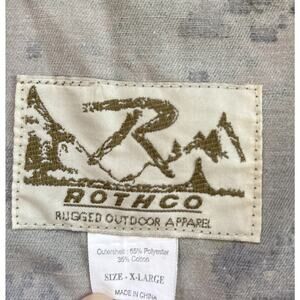 R
ROTHCO
RUGGED OUTDOOR APPAREL
Outershell: 65% Polyester
35% Cotton
SIZE - X-LARGE
MADE IN CHINA